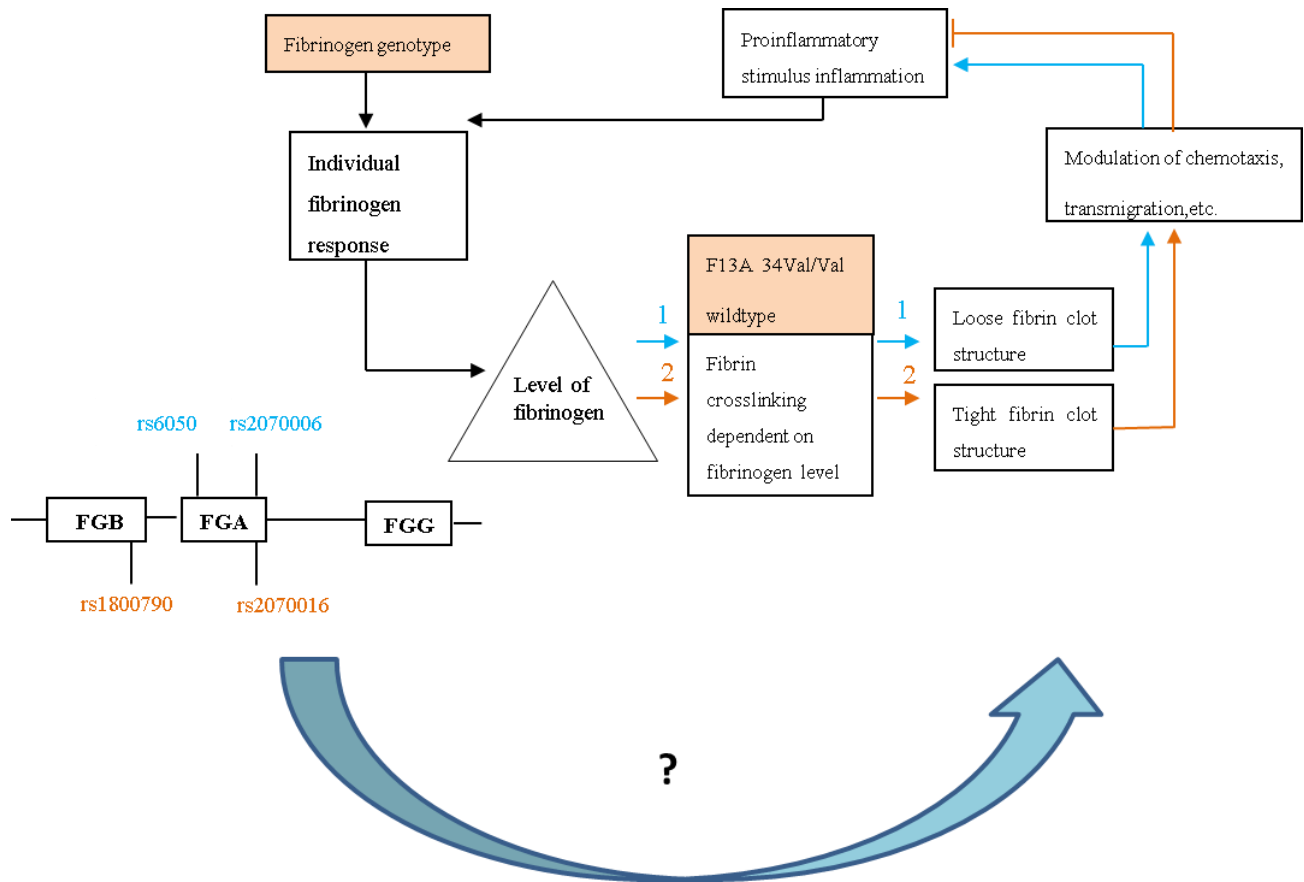 Fibrinogen genotype
Proinflammatory
stimulus inflammation
Individual
fibrinogen
response
Modulation of chemotaxis,
transmigration,etc.
F13A 34Val/Val
wildtype
1
1
Loose fibrin clot
structure
Fibrin
crosslinking
dependent on
fibrinogen level
2
2
Level of
fibrinogen
Tight fibrin clot
structure
rs6050
rs2070006
FGB
FGA
FGG
rs1800790
rs2070016
?